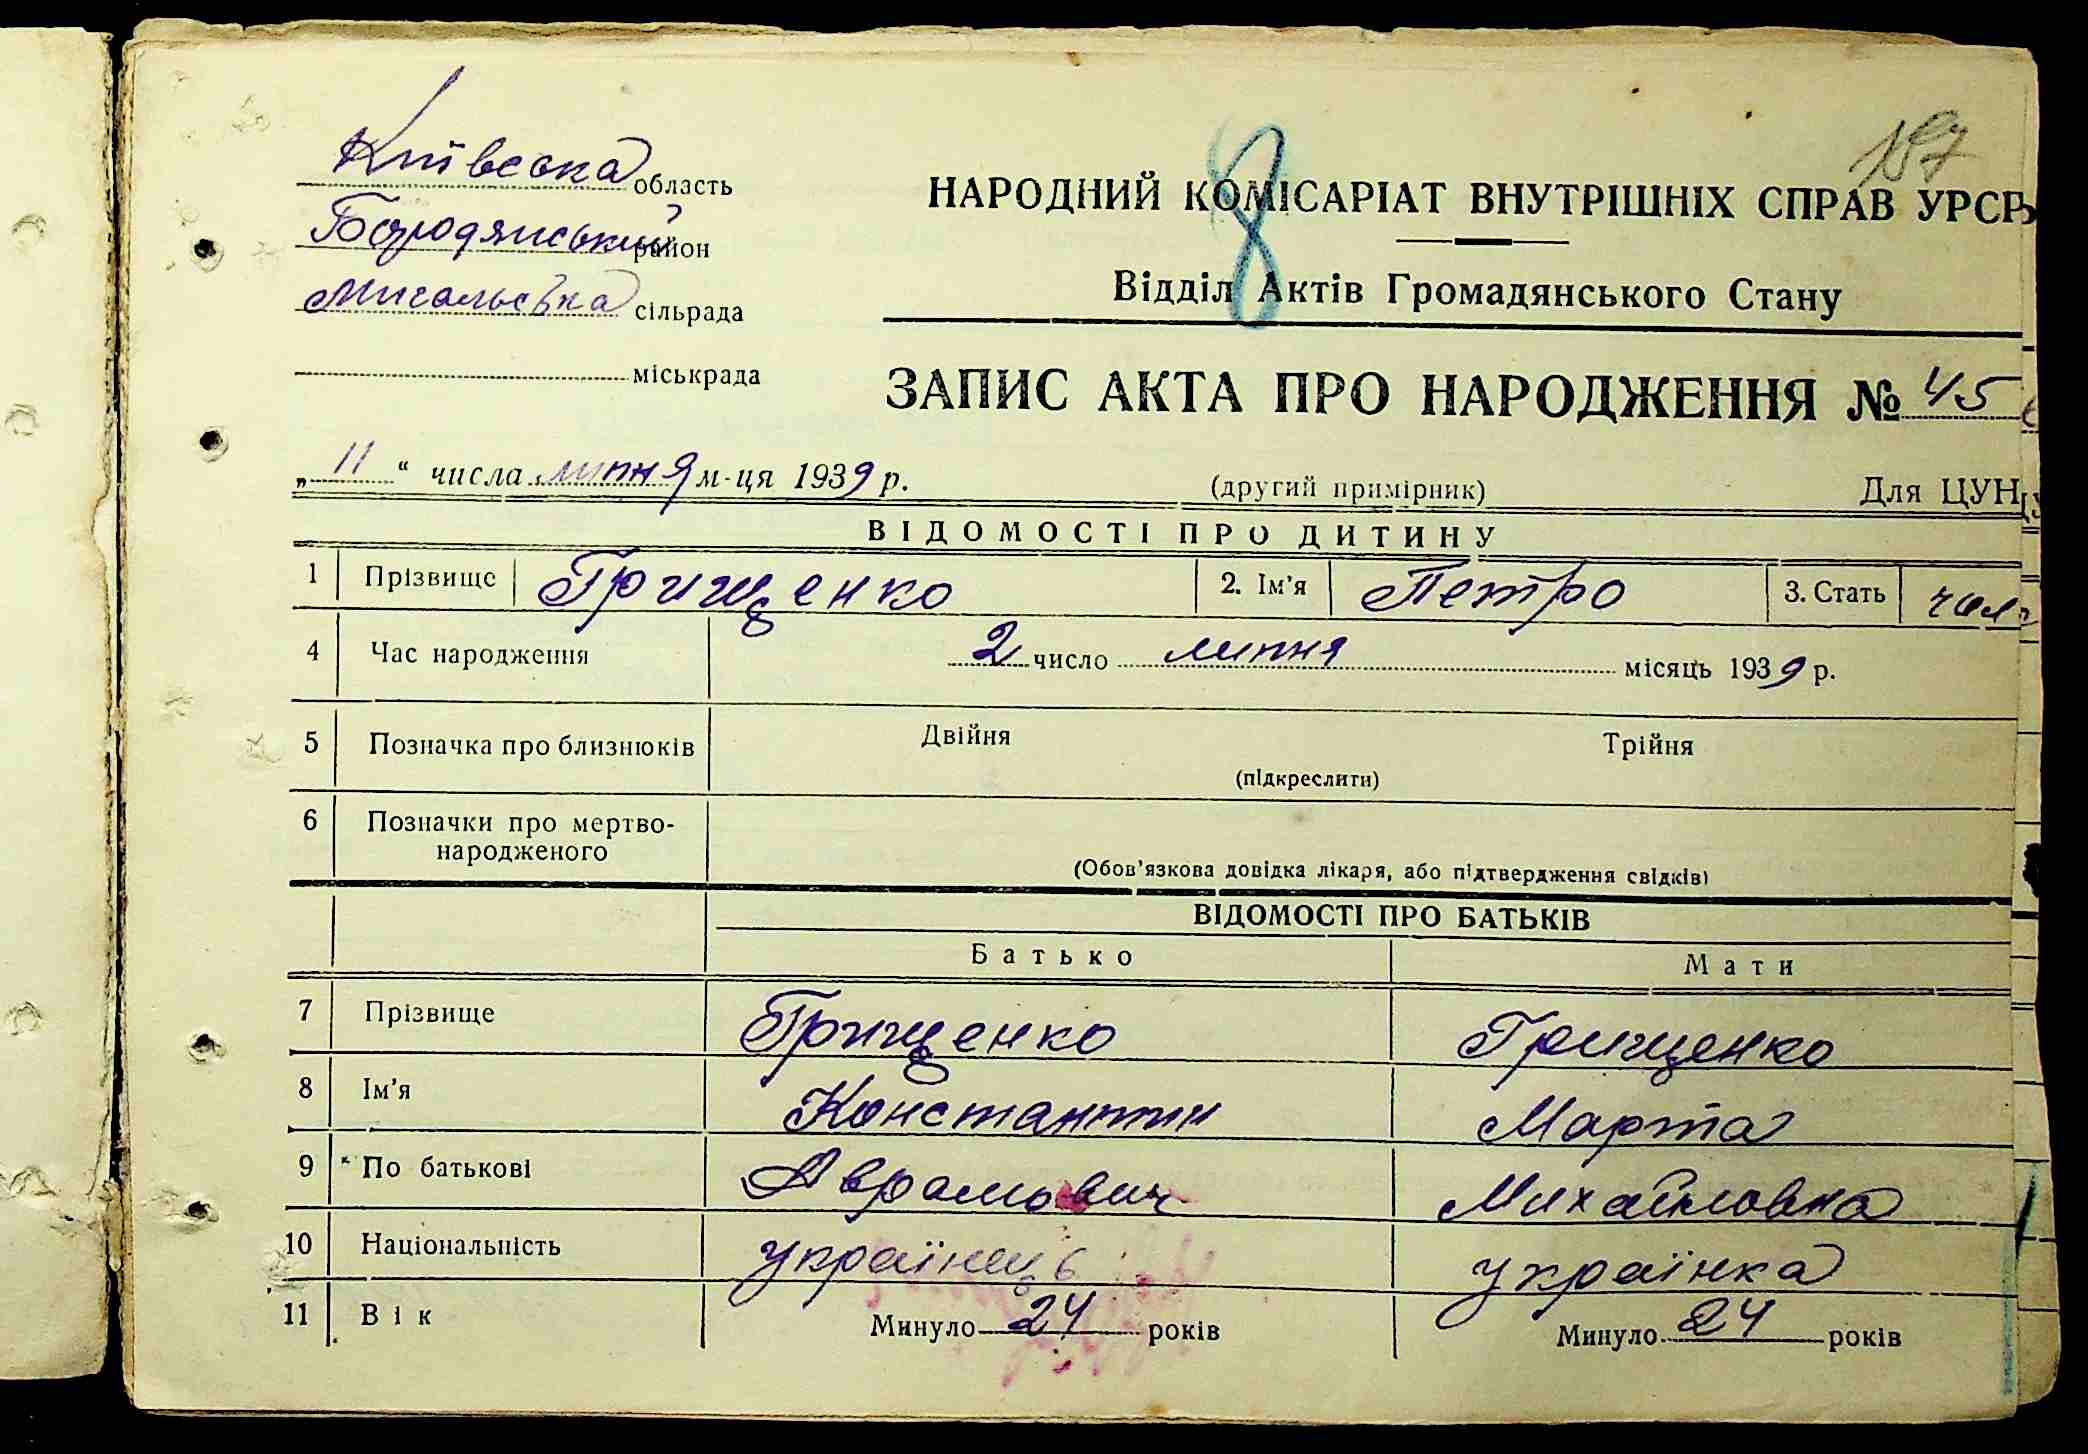 197
8
Київська область
НАРОДНИЙ КОМІСАРІАТ ВНУТРІШНІХ СПРАВ УРСР
Бородянський район
Відділ Актів Громадянського Стану
сільрада
міськрада
ЗАПИС АКТА ПРО НАРОДЖЕННЯ № 45
„ 11 “ числа липня м-ця 1939 р.
(другий примірник)
Для ЦУН
ВІДОМОСТІ ПРО ДИТИНУ
1 Прізвище Грищенко 2. Ім'я Петро 3. Стать чол
4 Час народження 2 число липня місяць 1939 р.
5 Позначка про близнюків Двійня Трійня
(підкреслити)
6 Позначки про мертво-
народженого
(Обов'язкова довідка лікаря, або підтвердження свідків)
ВІДОМОСТІ ПРО БАТЬКІВ
Батько Мати
7 Прізвище Грищенко Грищенко
8 Ім'я Константин Марта
9 По батькові Аврамович Михайловна
10 Національність українець українка
11 Вік Минуло 24 років Минуло 24 років